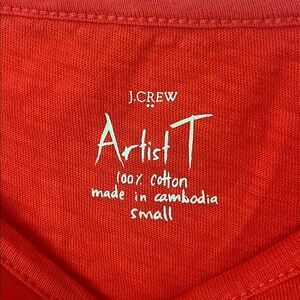 J.CREW
Artist T
100% cotton
made in cambodia
small